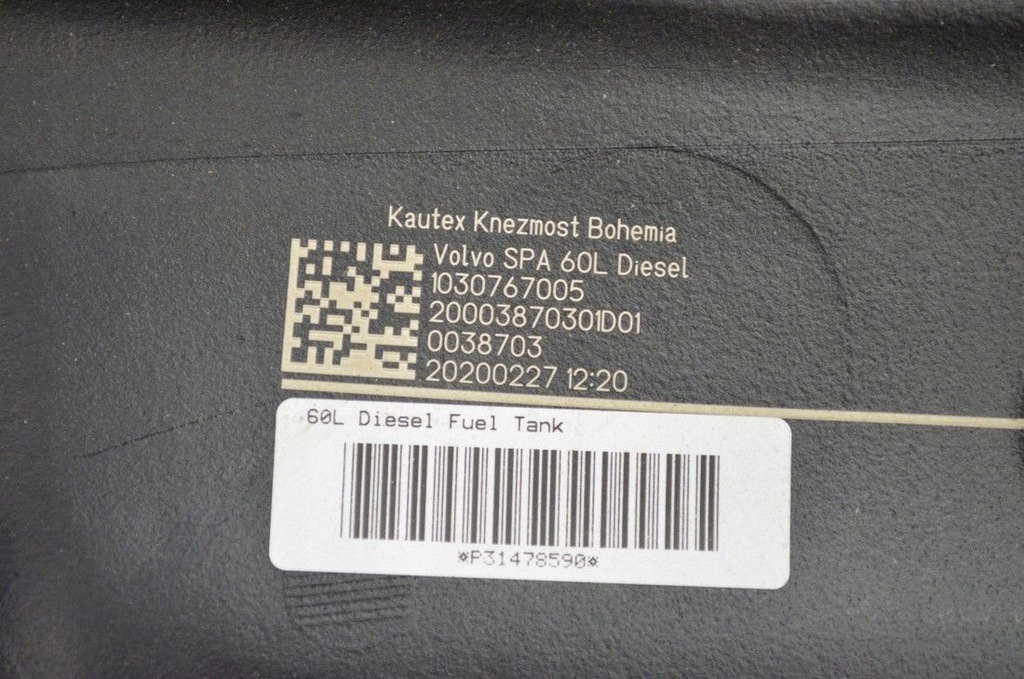 Kautex Knezmost Bohemia
Volvo SPA 60L Diesel
1030767005
20003870301D01
0038703
20200227 12:20
60L Diesel Fuel Tank
*P31478590*